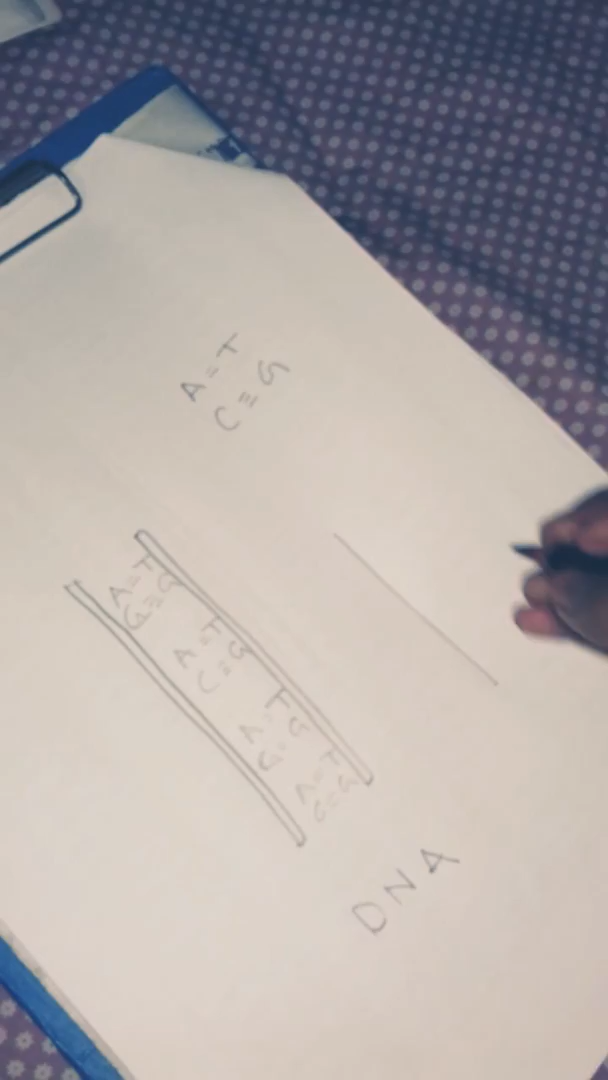 A = T
C ≡ G
A = T
G ≡ G
A = T
C = G
A = T
G = G
A = T
C = G
DNA